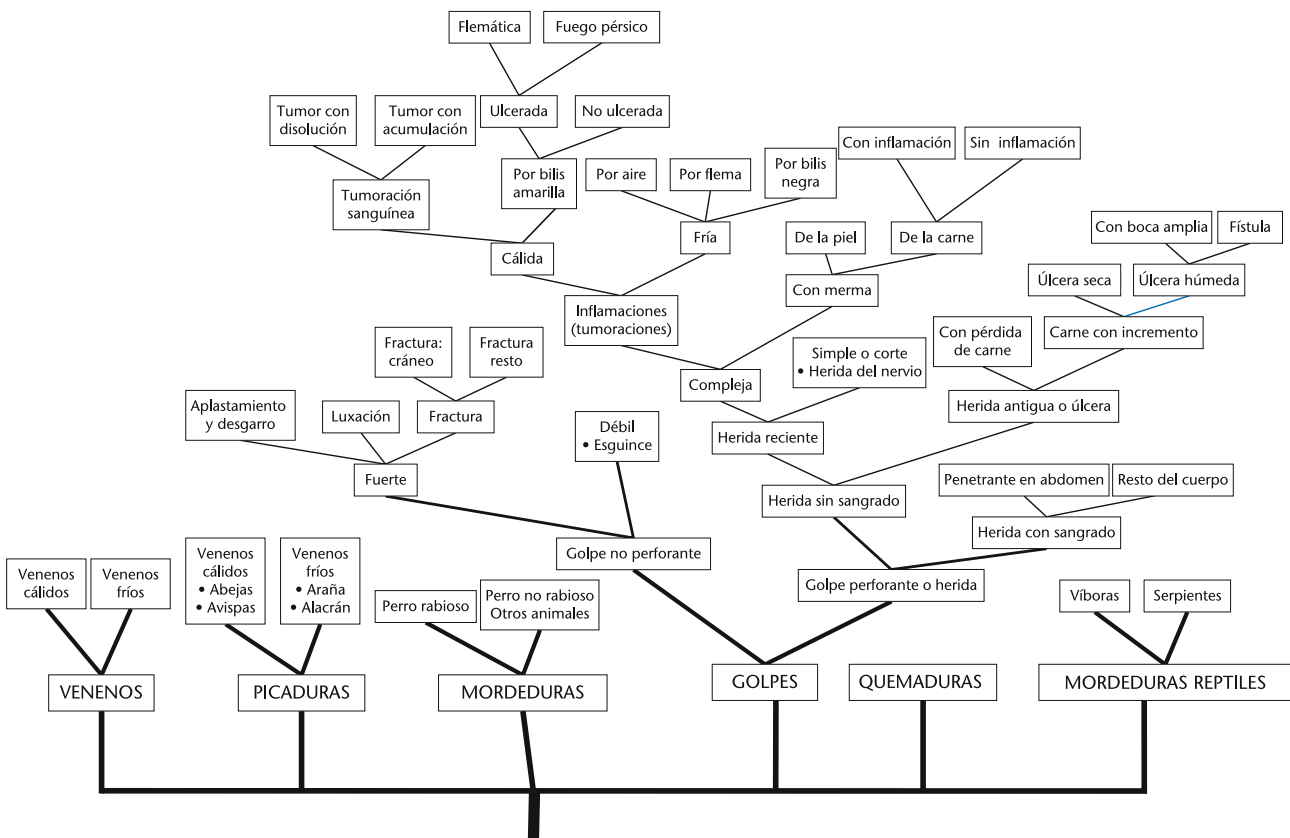 Flemática
Fuego pérsico
Tumor con
disolución
Tumor con
acumulación
Ulcerada
No ulcerada
Con inflamación
Sin inflamación
Por bilis
amarilla
Por aire
Por flema
Por bilis
negra
Tumoración
sanguínea
Cálida
Fría
De la piel
De la carne
Con boca amplia
Fístula
Con merma
Úlcera seca
Úlcera húmeda
Inflamaciones
(tumoraciones)
Con pérdida
de carne
Carne con incremento
Fractura:
cráneo
Fractura
resto
Simple o corte
• Herida del nervio
Compleja
Aplastamiento
y desgarro
Luxación
Fractura
Herida antigua o úlcera
Débil
• Esguince
Herida reciente
Fuerte
Herida sin sangrado
Penetrante en abdomen
Resto del cuerpo
Herida con sangrado
Golpe no perforante
Golpe perforante o herida
Venenos
cálidos
Venenos
fríos
Venenos
cálidos
• Abejas
• Avispas
Venenos
fríos
• Araña
• Alacrán
Perro rabioso
Perro no rabioso
Otros animales
Víboras
Serpientes
VENENOS
PICADURAS
MORDEDURAS
GOLPES
QUEMADURAS
MORDEDURAS REPTILES